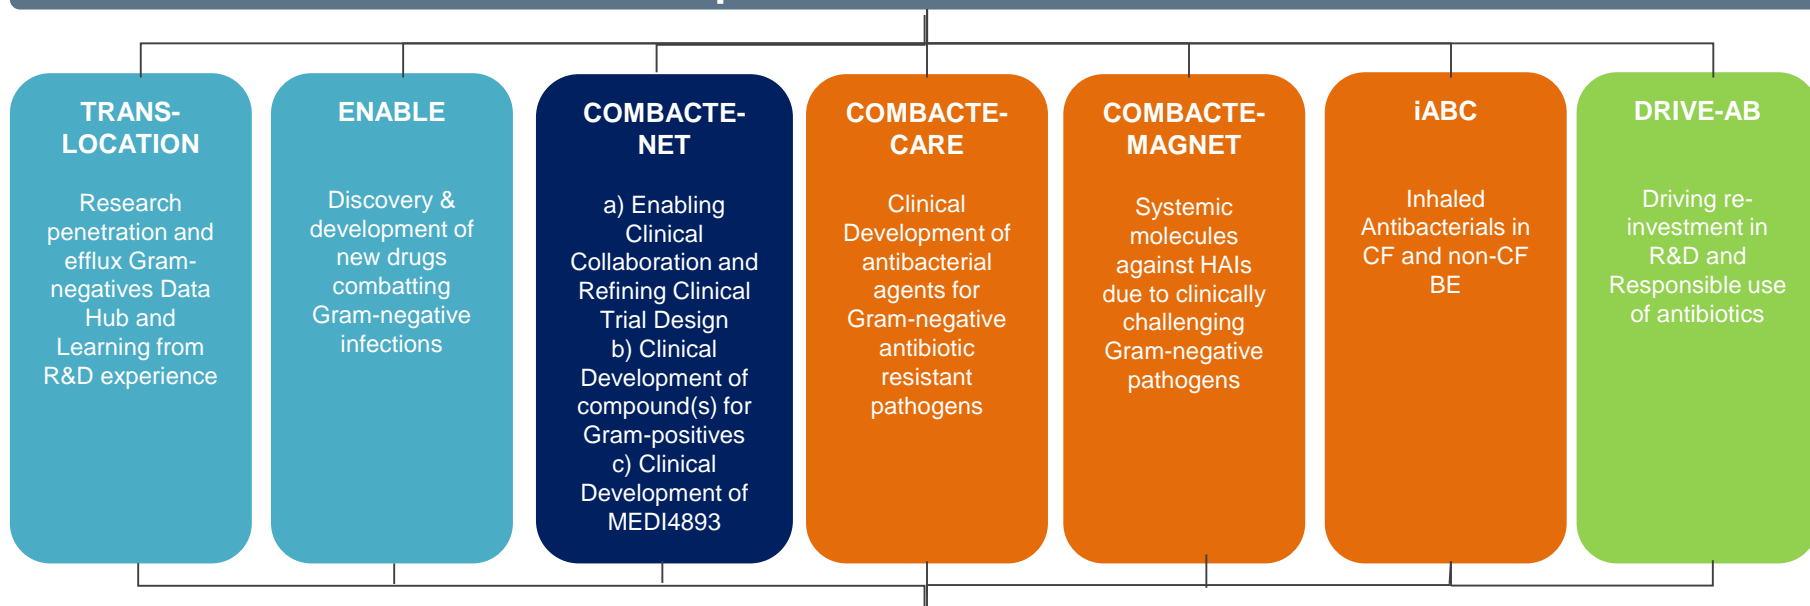 TRANS-
LOCATION
Research
penetration and
efflux Gram-
negatives Data
Hub and
Learning from
R&D experience
ENABLE
Discovery &
development of
new drugs
combatting
Gram-negative
infections
COMBACTE-
NET
a) Enabling
Clinical
Collaboration and
Refining Clinical
Trial Design
b) Clinical
Development of
compound(s) for
Gram-positives
c) Clinical
Development of
MEDI4893
COMBACTE-
CARE
Clinical
Development of
antibacterial
agents for
Gram-negative
antibiotic
resistant
pathogens
COMBACTE-
MAGNET
Systemic
molecules
against HAIs
due to clinically
challenging
Gram-negative
pathogens
iABC
Inhaled
Antibacterials in
CF and non-CF
BE
DRIVE-AB
Driving re-
investment in
R&D and
Responsible use
of antibiotics